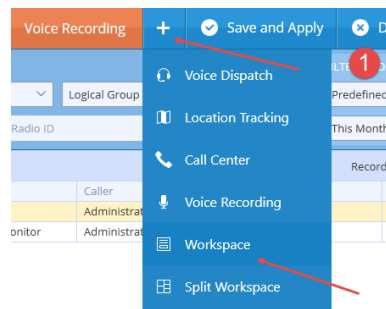 Voice Recording + Save and Apply D
1
Voice Dispatch
Logical Group
Predefined
Location Tracking
Radio ID
This Month
Call Center
Record
Caller
Voice Recording
Administrat
onitor
Administrat
Workspace
Split Workspace